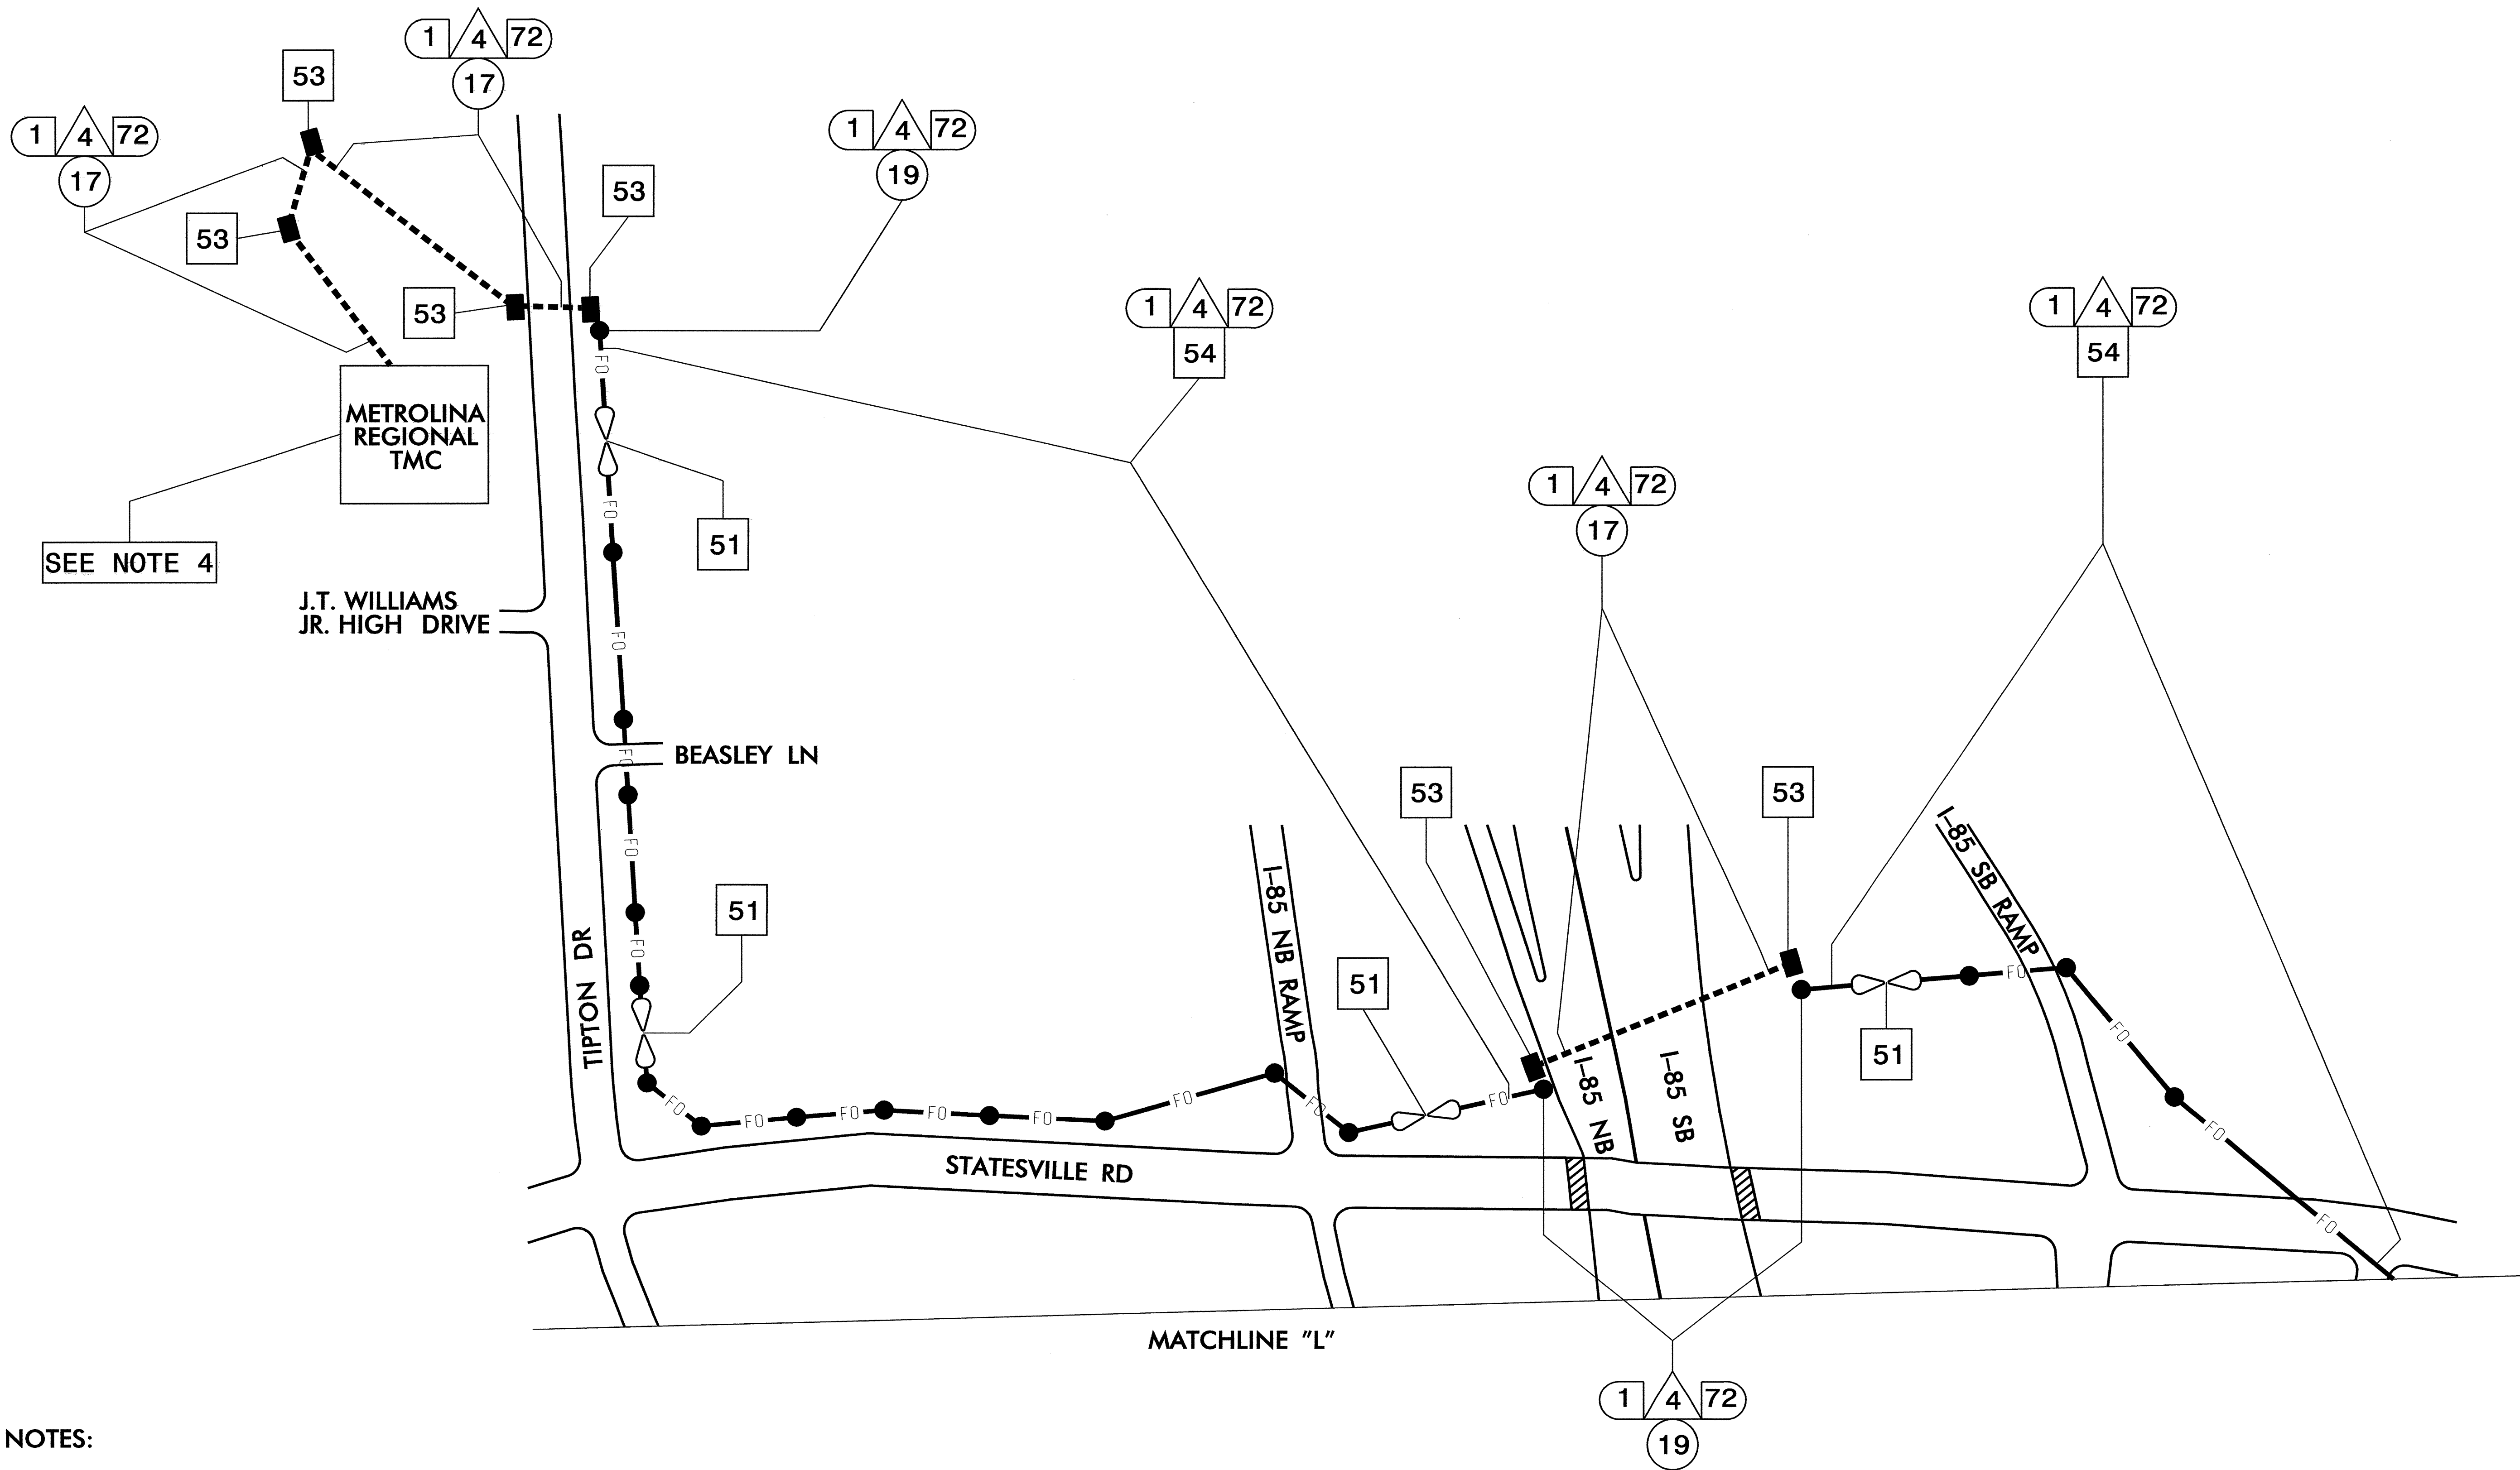 1 4 72
17
53
1 4 72
19
1 4 72
17
53
53
53
1 4 72
54
1 4 72
54
METROLINA
REGIONAL
TMC
1 4 72
17
51
SEE NOTE 4
J.T. WILLIAMS
JR. HIGH DRIVE
FO
FO
FO
FO
BEASLEY LN
53
53
FO
51
FO
TIPTON DR
I-85 NB RAMP
51
I-85 SB RAMP
FO
51
FO
FO
FO
FO
FO
FO
FO
FO
FO
I-85 NB
I-85 SB
FO
FO
STATESVILLE RD
MATCHLINE "L"
1 4 72
19
NOTES: